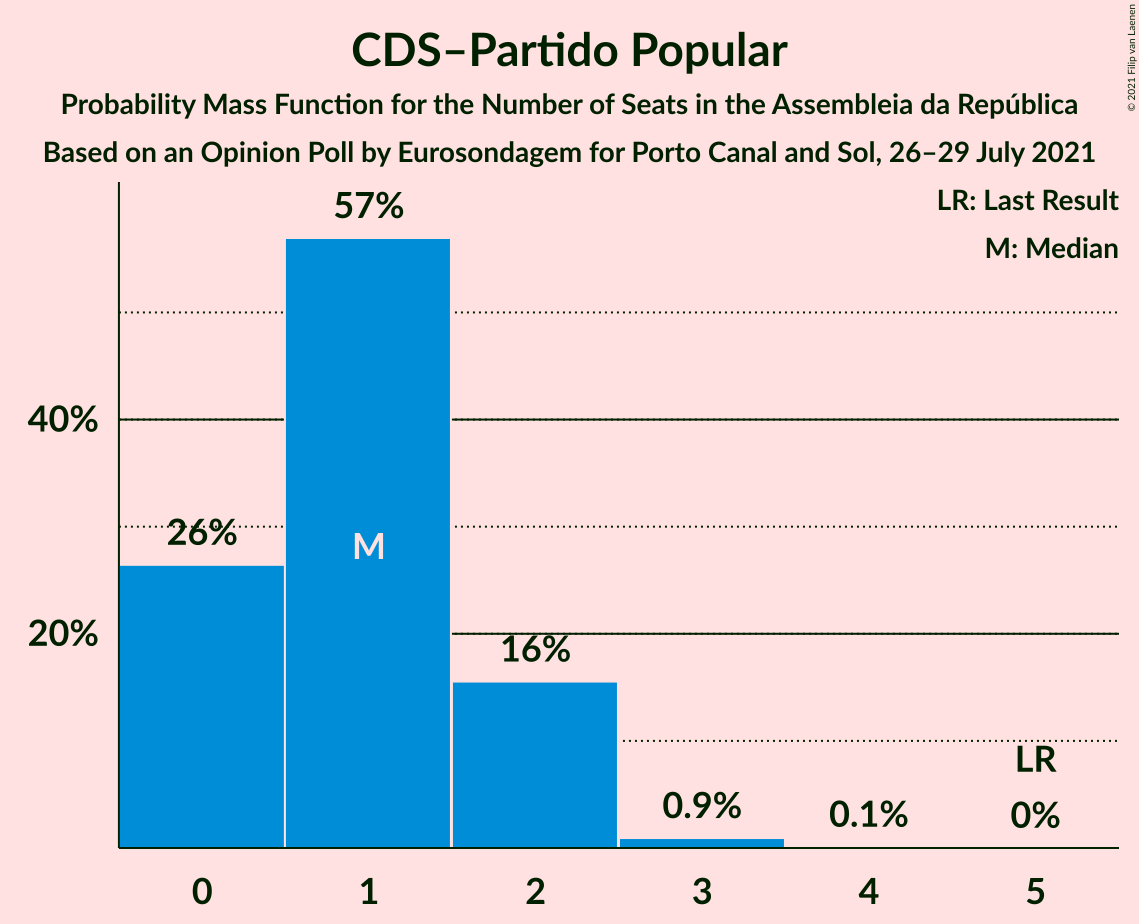 CDS–Partido Popular
Probability Mass Function for the Number of Seats in the Assembleia da República
Based on an Opinion Poll by Eurosondagem for Porto Canal and Sol, 26–29 July 2021
© 2021 Filip van Laenen
LR: Last Result
M: Median
57%
40%
26%
M
20%
16%
LR
0.9%
0.1%
0%
0 1 2 3 4 5